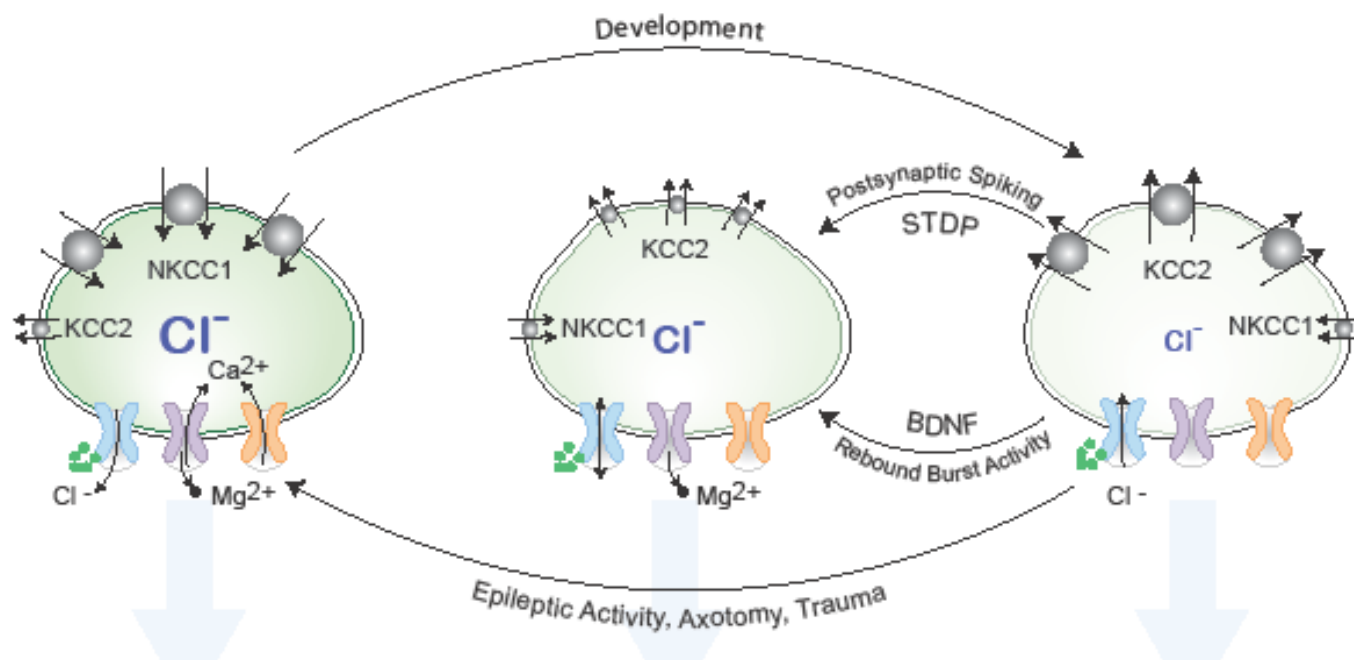 Development
Postsynaptic Spiking
STDP
NKCC1
KCC2
KCC2
Cl⁻
Ca2+
Cl -
Mg2+
KCC2
NKCC1
Cl⁻
Mg2+
KCC2
NKCC1
Cl⁻
Cl -
BDNF
Rebound Burst Activity
Epileptic Activity, Axotomy, Trauma